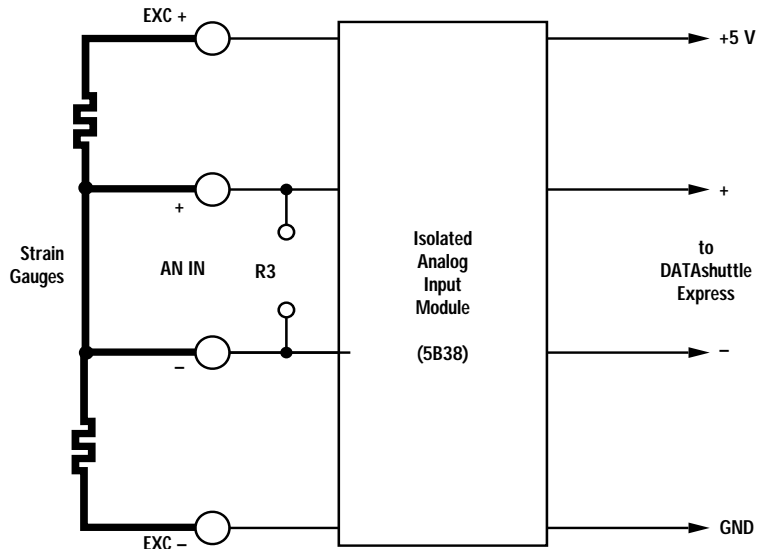 EXC +
+5 V
+
+
Strain
Gauges
AN IN
R3
Isolated
Analog
Input
Module
(5B38)
to
DATAshuttle
Express
–
–
EXC –
GND